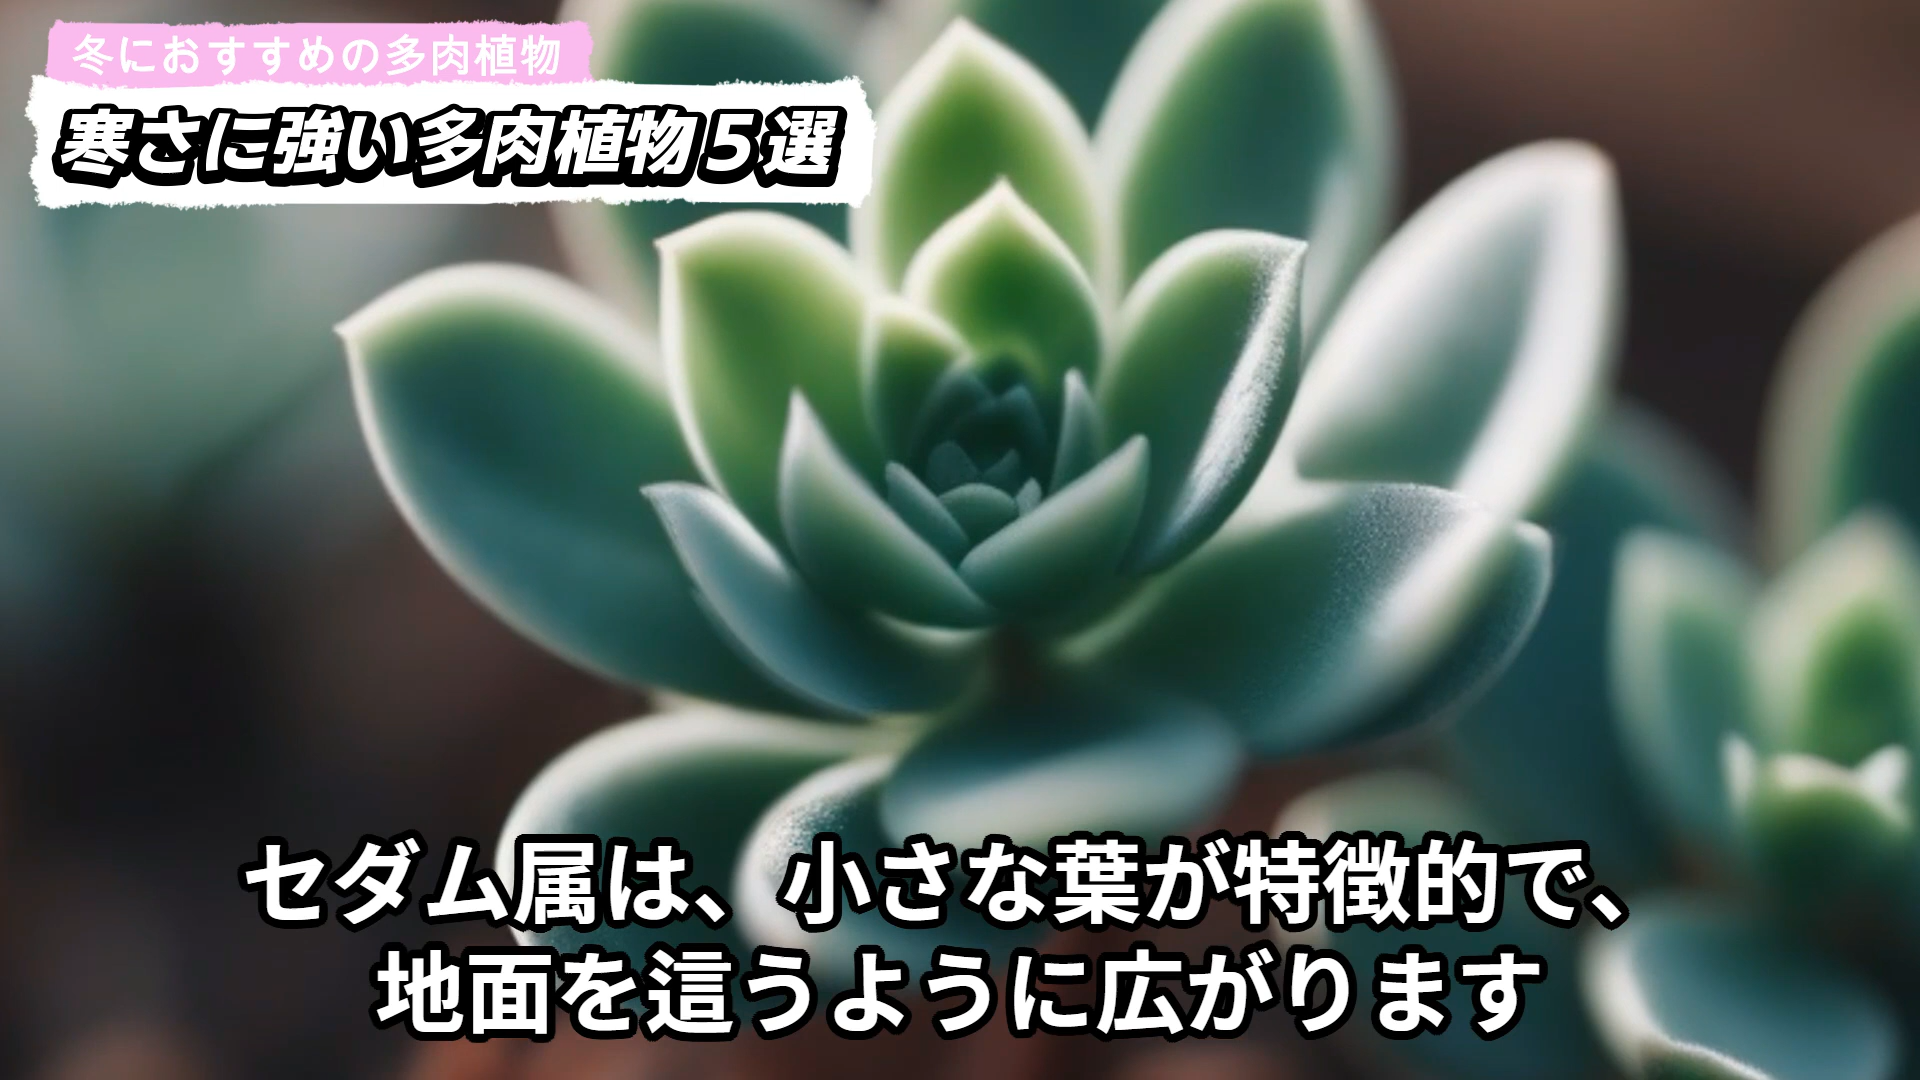 冬におすすめの多肉植物
寒さに強い多肉植物５選
セダム属は、小さな葉が特徴的で、
地面を這うように広がります